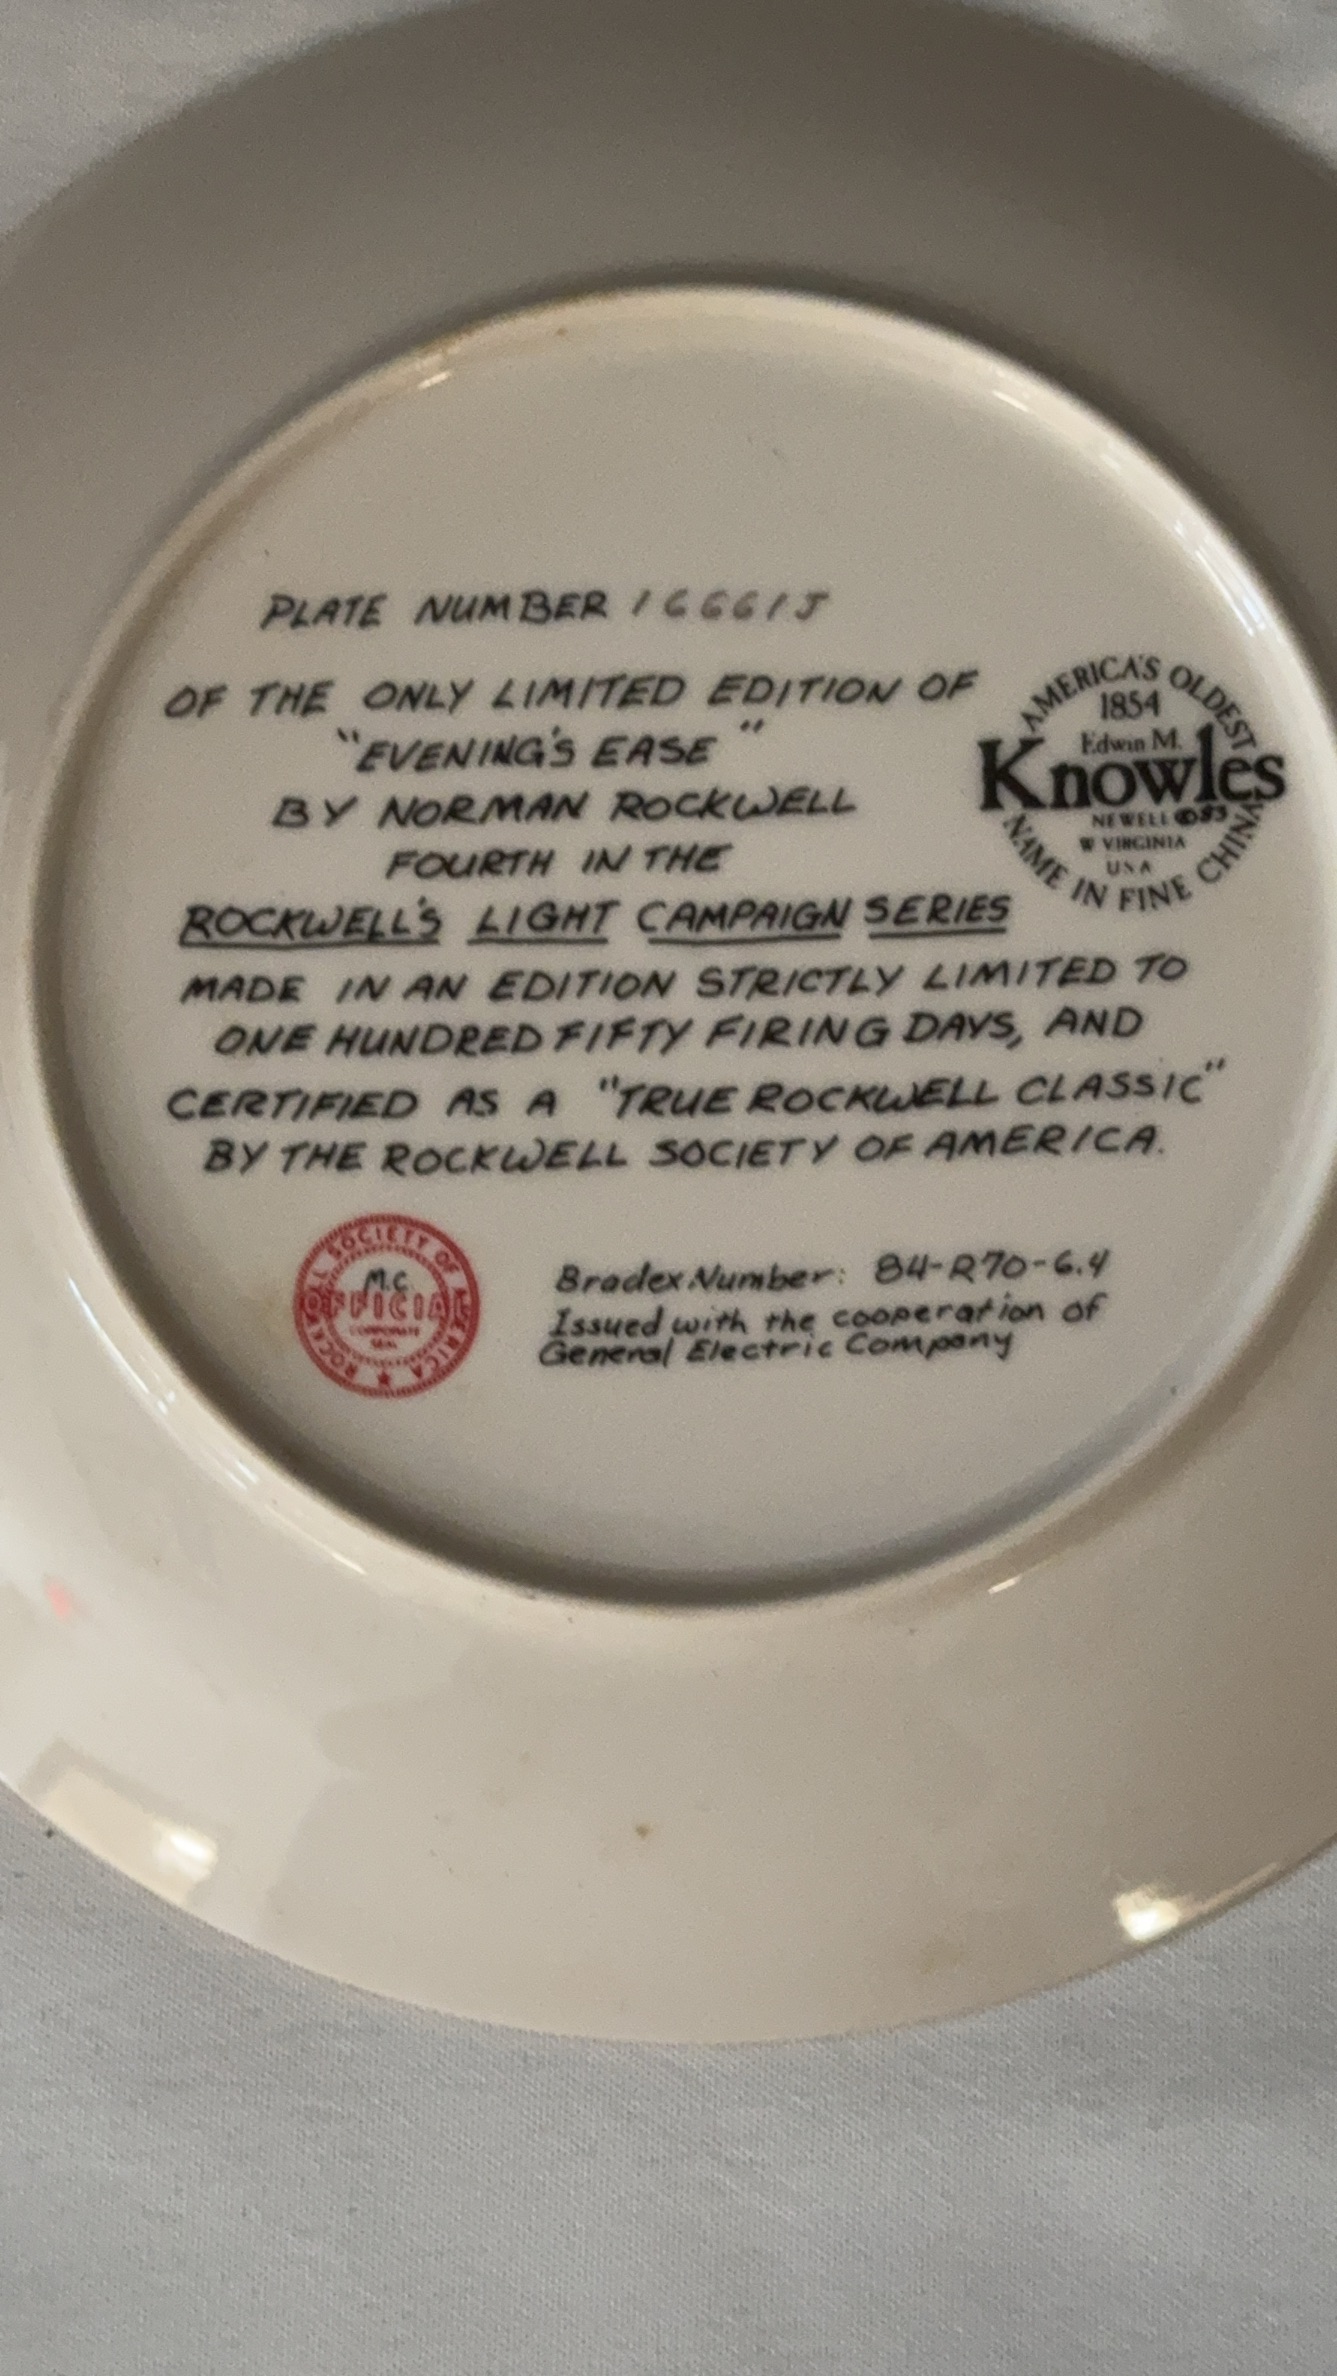 PLATE NUMBER 16661J
OF THE ONLY LIMITED EDITION OF
"EVENING'S EASE"
BY NORMAN ROCKWELL
FOURTH IN THE
ROCKWELL'S LIGHT CAMPAIGN SERIES
MADE IN AN EDITION STRICTLY LIMITED TO
ONE HUNDRED FIFTY FIRING DAYS, AND
CERTIFIED AS A "TRUE ROCKWELL CLASSIC"
BY THE ROCKWELL SOCIETY OF AMERICA.
AMERICA'S OLDEST
1854
Edwin M.
Knowles
NEWELL ©83
W VIRGINIA
USA
NAME IN FINE CHINA
ROCKWELL SOCIETY OF AMERICA
M.C.
OFFICIAL
CORPORATE
SEAL
Bradex Number: 84-R70-6.4
Issued with the cooperation of
General Electric Company